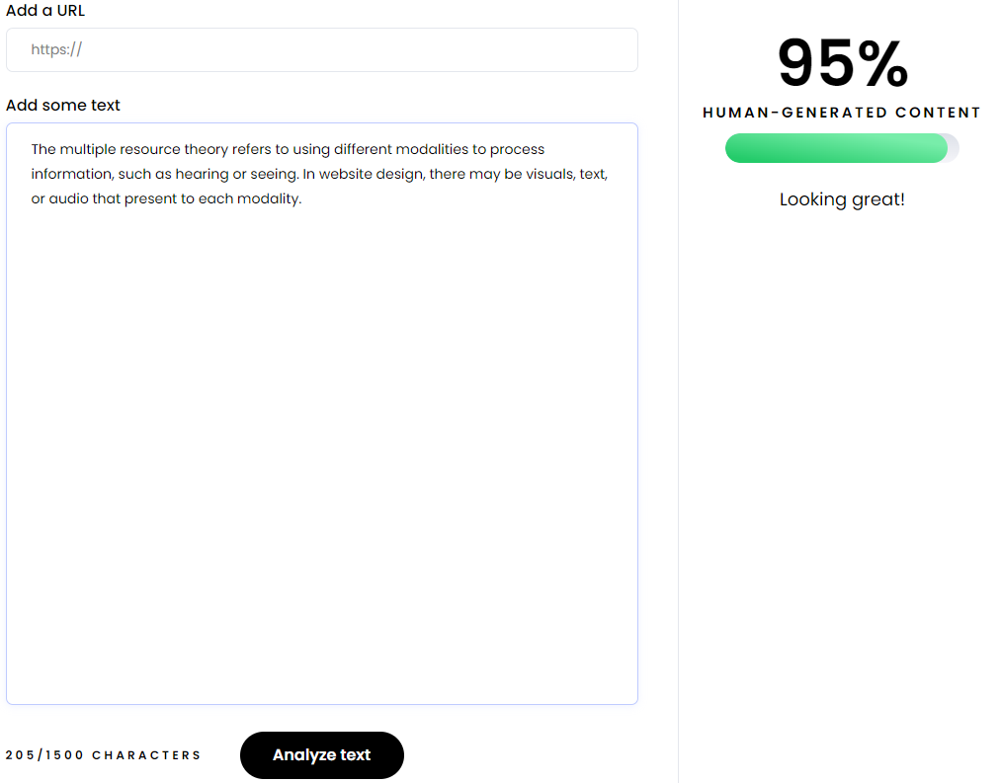 Add a URL
https://
Add some text
The multiple resource theory refers to using different modalities to process
information, such as hearing or seeing. In website design, there may be visuals, text,
or audio that present to each modality.
205/1500 CHARACTERS
Analyze text
95%
HUMAN-GENERATED CONTENT
Looking great!